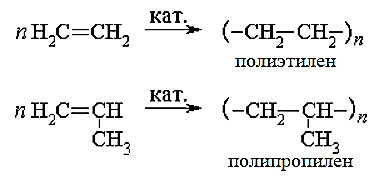 кат.
n H₂C=CH₂ → (–CH₂–CH₂–)ₙ
полиэтилен
кат.
n H₂C=CH → (–CH₂–CH–)ₙ
CH₃ CH₃
полипропилен